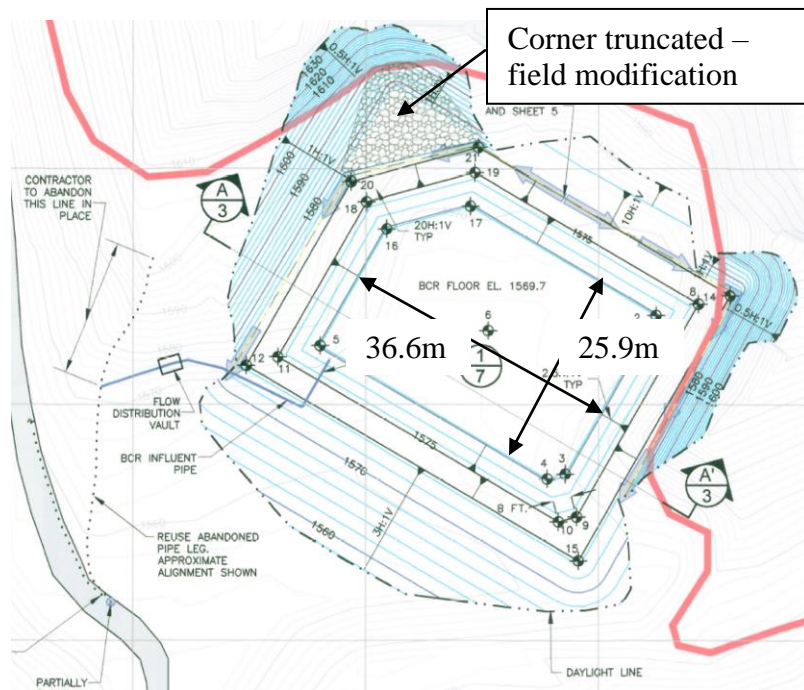 Corner truncated –
field modification
AND SHEET 5
0.5H:1V
1630
1620
1610
1600
1590
1580
1H:1V
CONTRACTOR
TO ABANDON
THIS LINE IN
PLACE
A
3
21
19
20
18
17
16
20H:1V
TYP
10H:1V
1575
BCR FLOOR EL. 1569.7
8
14
2
0.5H:1V
6
5
36.6m
25.9m
1
7
TYP
12
11
1580
1590
1600
FLOW
DISTRIBUTION
VAULT
BCR INFLUENT
PIPE
1575
1570
1560
3H:1V
4
3
8 FT.
10
9
15
A'
3
REUSE ABANDONED
PIPE LEG.
APPROXIMATE
ALIGNMENT SHOWN
DAYLIGHT LINE
PARTIALLY